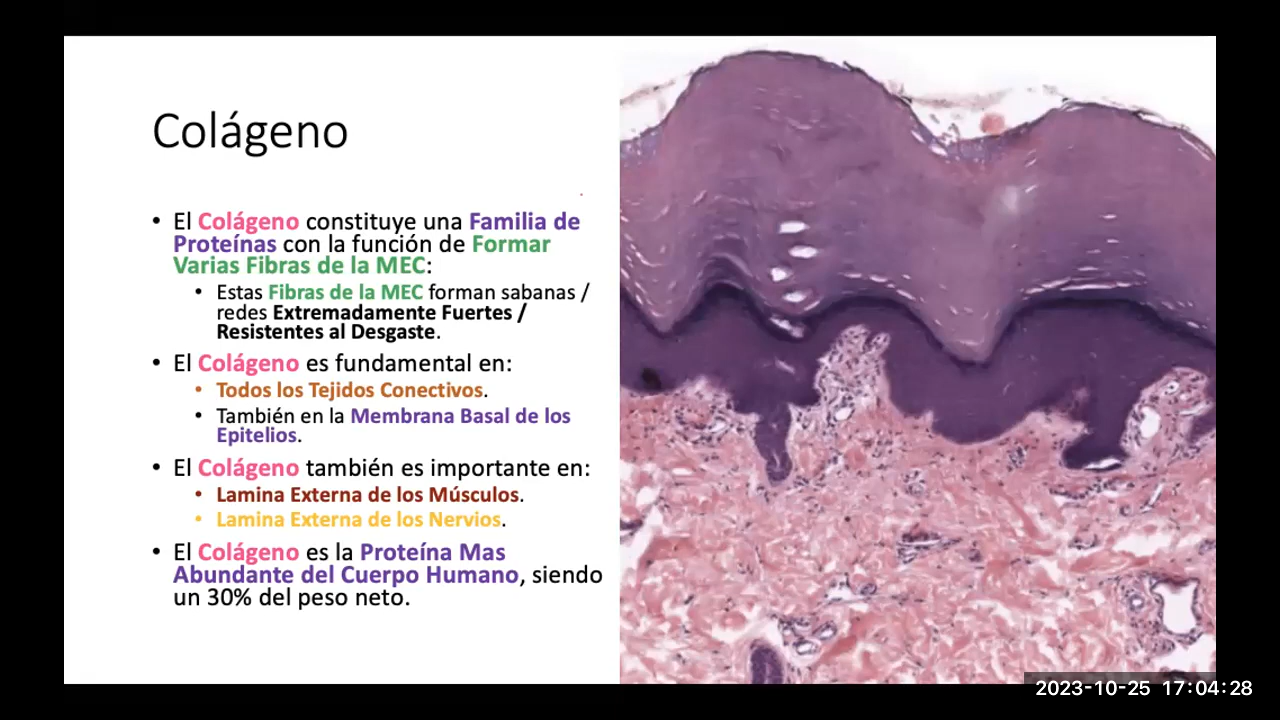 Colágeno
• El Colágeno constituye una Familia de
Proteínas con la función de Formar
Varias Fibras de la MEC:
• Estas Fibras de la MEC forman sabanas /
redes Extremadamente Fuertes /
Resistentes al Desgaste.
• El Colágeno es fundamental en:
• Todos los Tejidos Conectivos.
• También en la Membrana Basal de los
Epitelios.
• El Colágeno también es importante en:
• Lamina Externa de los Músculos.
• Lamina Externa de los Nervios.
• El Colágeno es la Proteína Mas
Abundante del Cuerpo Humano, siendo
un 30% del peso neto.
2023-10-25 17:04:28